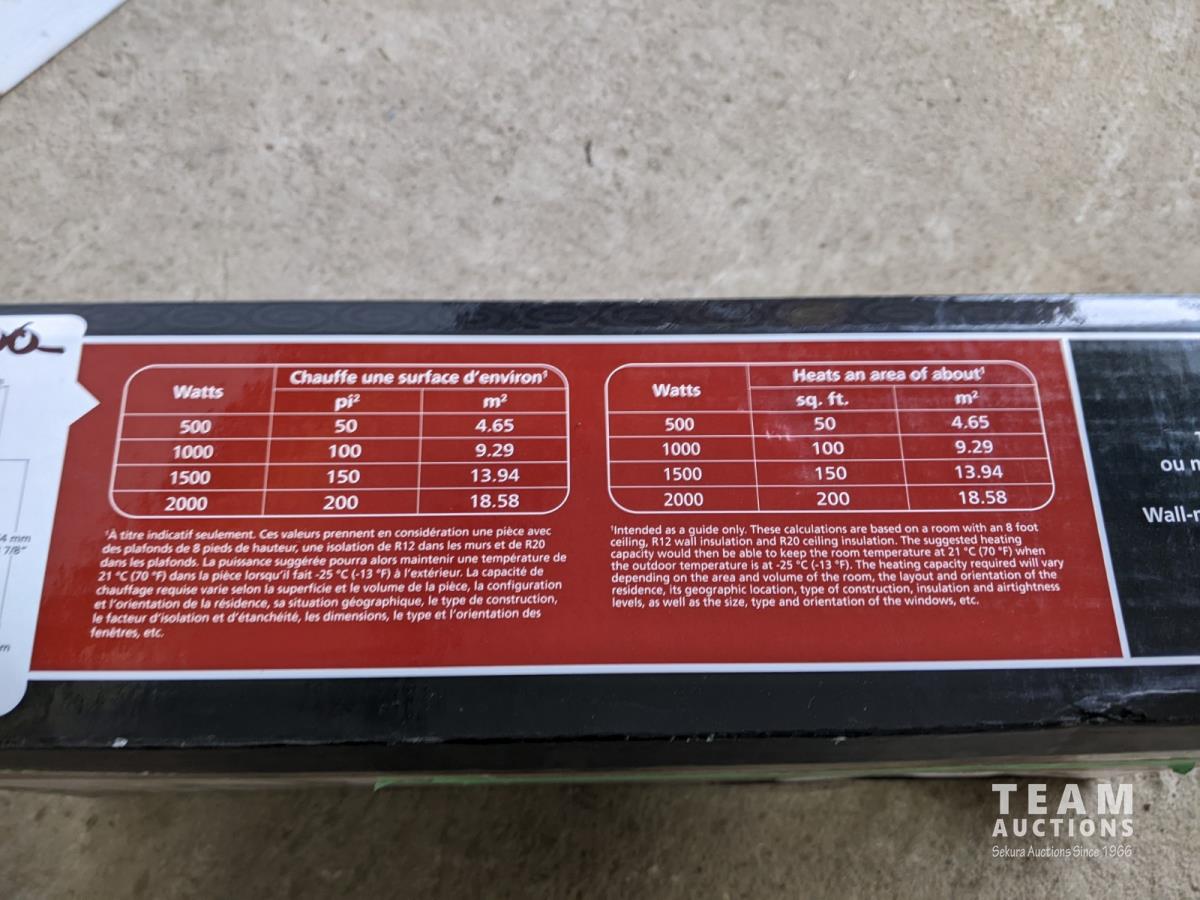 Watts
Chauffe une surface d'environ¹
pi² m²
500 50 4.65
1000 100 9.29
1500 150 13.94
2000 200 18.58
¹À titre indicatif seulement. Ces valeurs prennent en considération une pièce avec
des plafonds de 8 pieds de hauteur, une isolation de R12 dans les murs et de R20
dans les plafonds. La puissance suggérée pourra alors maintenir une température de
21 °C (70 °F) dans la pièce lorsqu'il fait -25 °C (-13 °F) à l'extérieur. La capacité de
chauffage requise varie selon la superficie et le volume de la pièce, la configuration
et l'orientation de la résidence, sa situation géographique, le type de construction,
le facteur d'isolation et d'étanchéité, les dimensions, le type et l'orientation des
fenêtres, etc.
Watts
Heats an area of about¹
sq. ft. m²
500 50 4.65
1000 100 9.29
1500 150 13.94
2000 200 18.58
¹Intended as a guide only. These calculations are based on a room with an 8 foot
ceiling, R12 wall insulation and R20 ceiling insulation. The suggested heating
capacity would then be able to keep the room temperature at 21 °C (70 °F) when
the outdoor temperature is at -25 °C (-13 °F). The heating capacity required will vary
depending on the area and volume of the room, the layout and orientation of the
residence, its geographic location, type of construction, insulation and airtightness
levels, as well as the size, type and orientation of the windows, etc.
4 mm
7/8"
ou
Wall-
TEAM
AUCTIONS
Sekura Auctions Since 1966